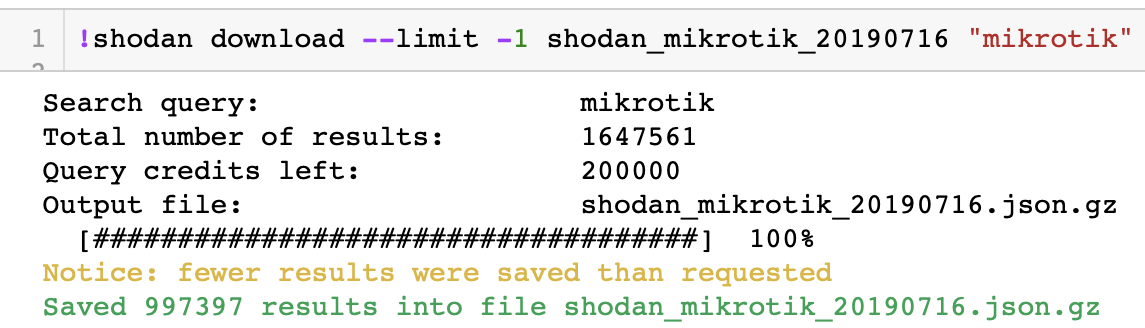 1 !shodan download --limit -1 shodan_mikrotik_20190716 "mikrotik"
Search query: mikrotik
Total number of results: 1647561
Query credits left: 200000
Output file: shodan_mikrotik_20190716.json.gz
[####################################] 100%
Notice: fewer results were saved than requested
Saved 997397 results into file shodan_mikrotik_20190716.json.gz